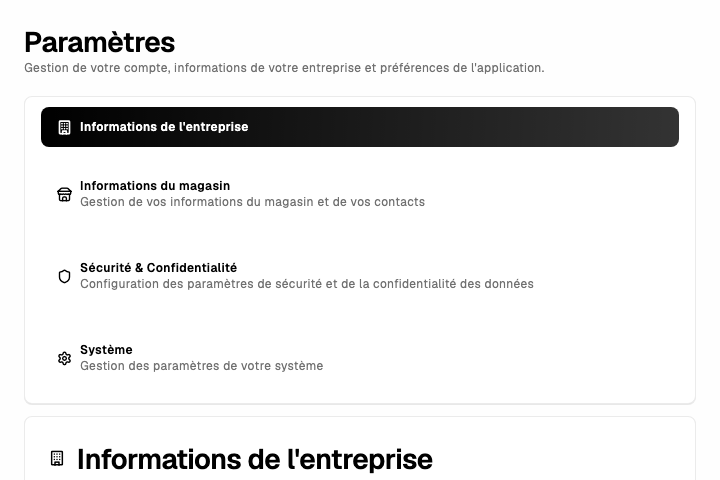 Paramètres
Gestion de votre compte, informations de votre entreprise et préférences de l'application.
Informations de l'entreprise
Informations du magasin
Gestion de vos informations du magasin et de vos contacts
Sécurité & Confidentialité
Configuration des paramètres de sécurité et de la confidentialité des données
Système
Gestion des paramètres de votre système
Informations de l'entreprise